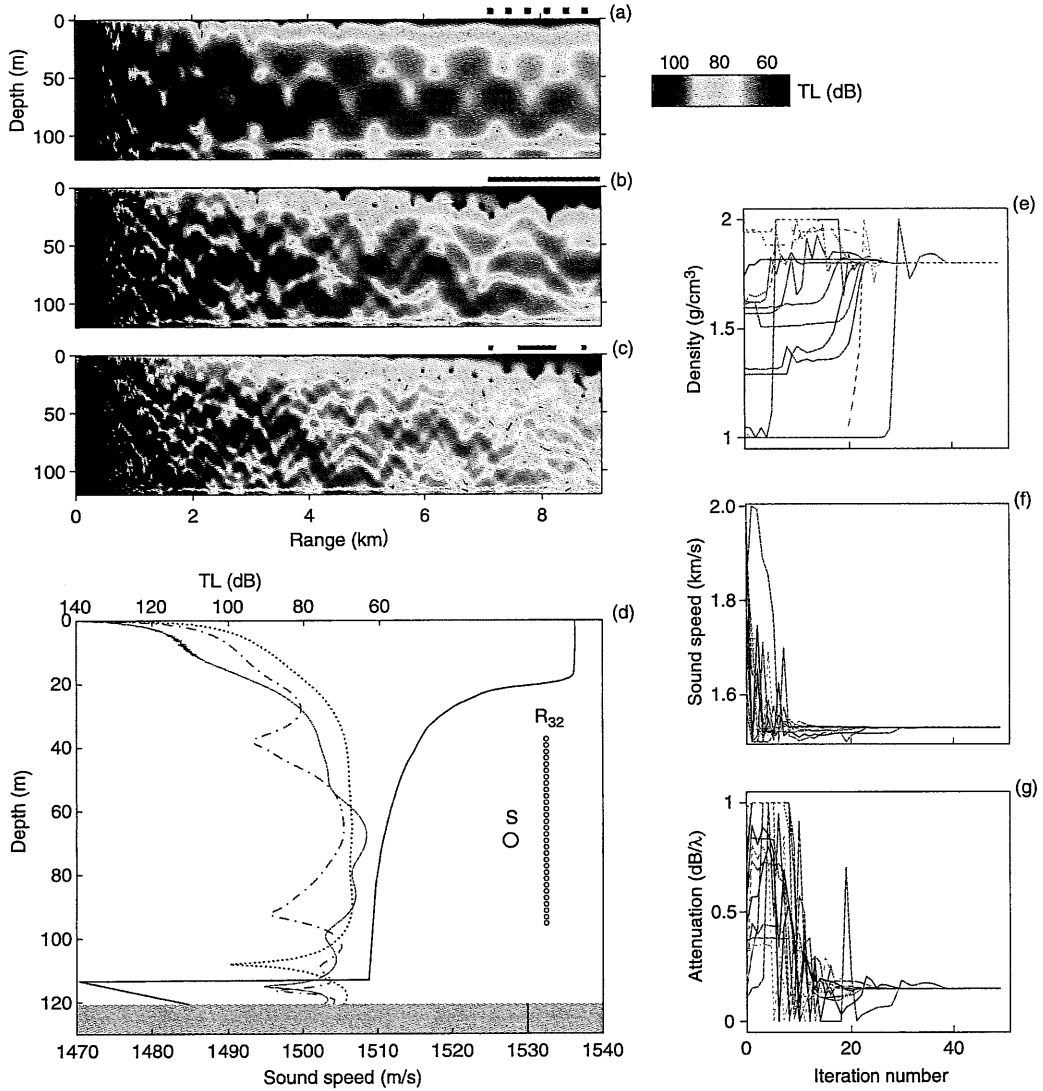 (a)
0
50
100
Depth (m)
100 80 60
TL (dB)
(b)
0
50
100
(c)
0
50
100
0 2 4 6 8
Range (km)
TL (dB)
140 120 100 80 60
(d)
0
20
40
60
80
100
120
Depth (m)
R32
S
1470 1480 1490 1500 1510 1520 1530 1540
Sound speed (m/s)
(e)
2
1.5
1
Density (g/cm³)
(f)
2.0
1.8
1.6
Sound speed (km/s)
(g)
1
0.5
0
Attenuation (dB/λ)
0 20 40
Iteration number